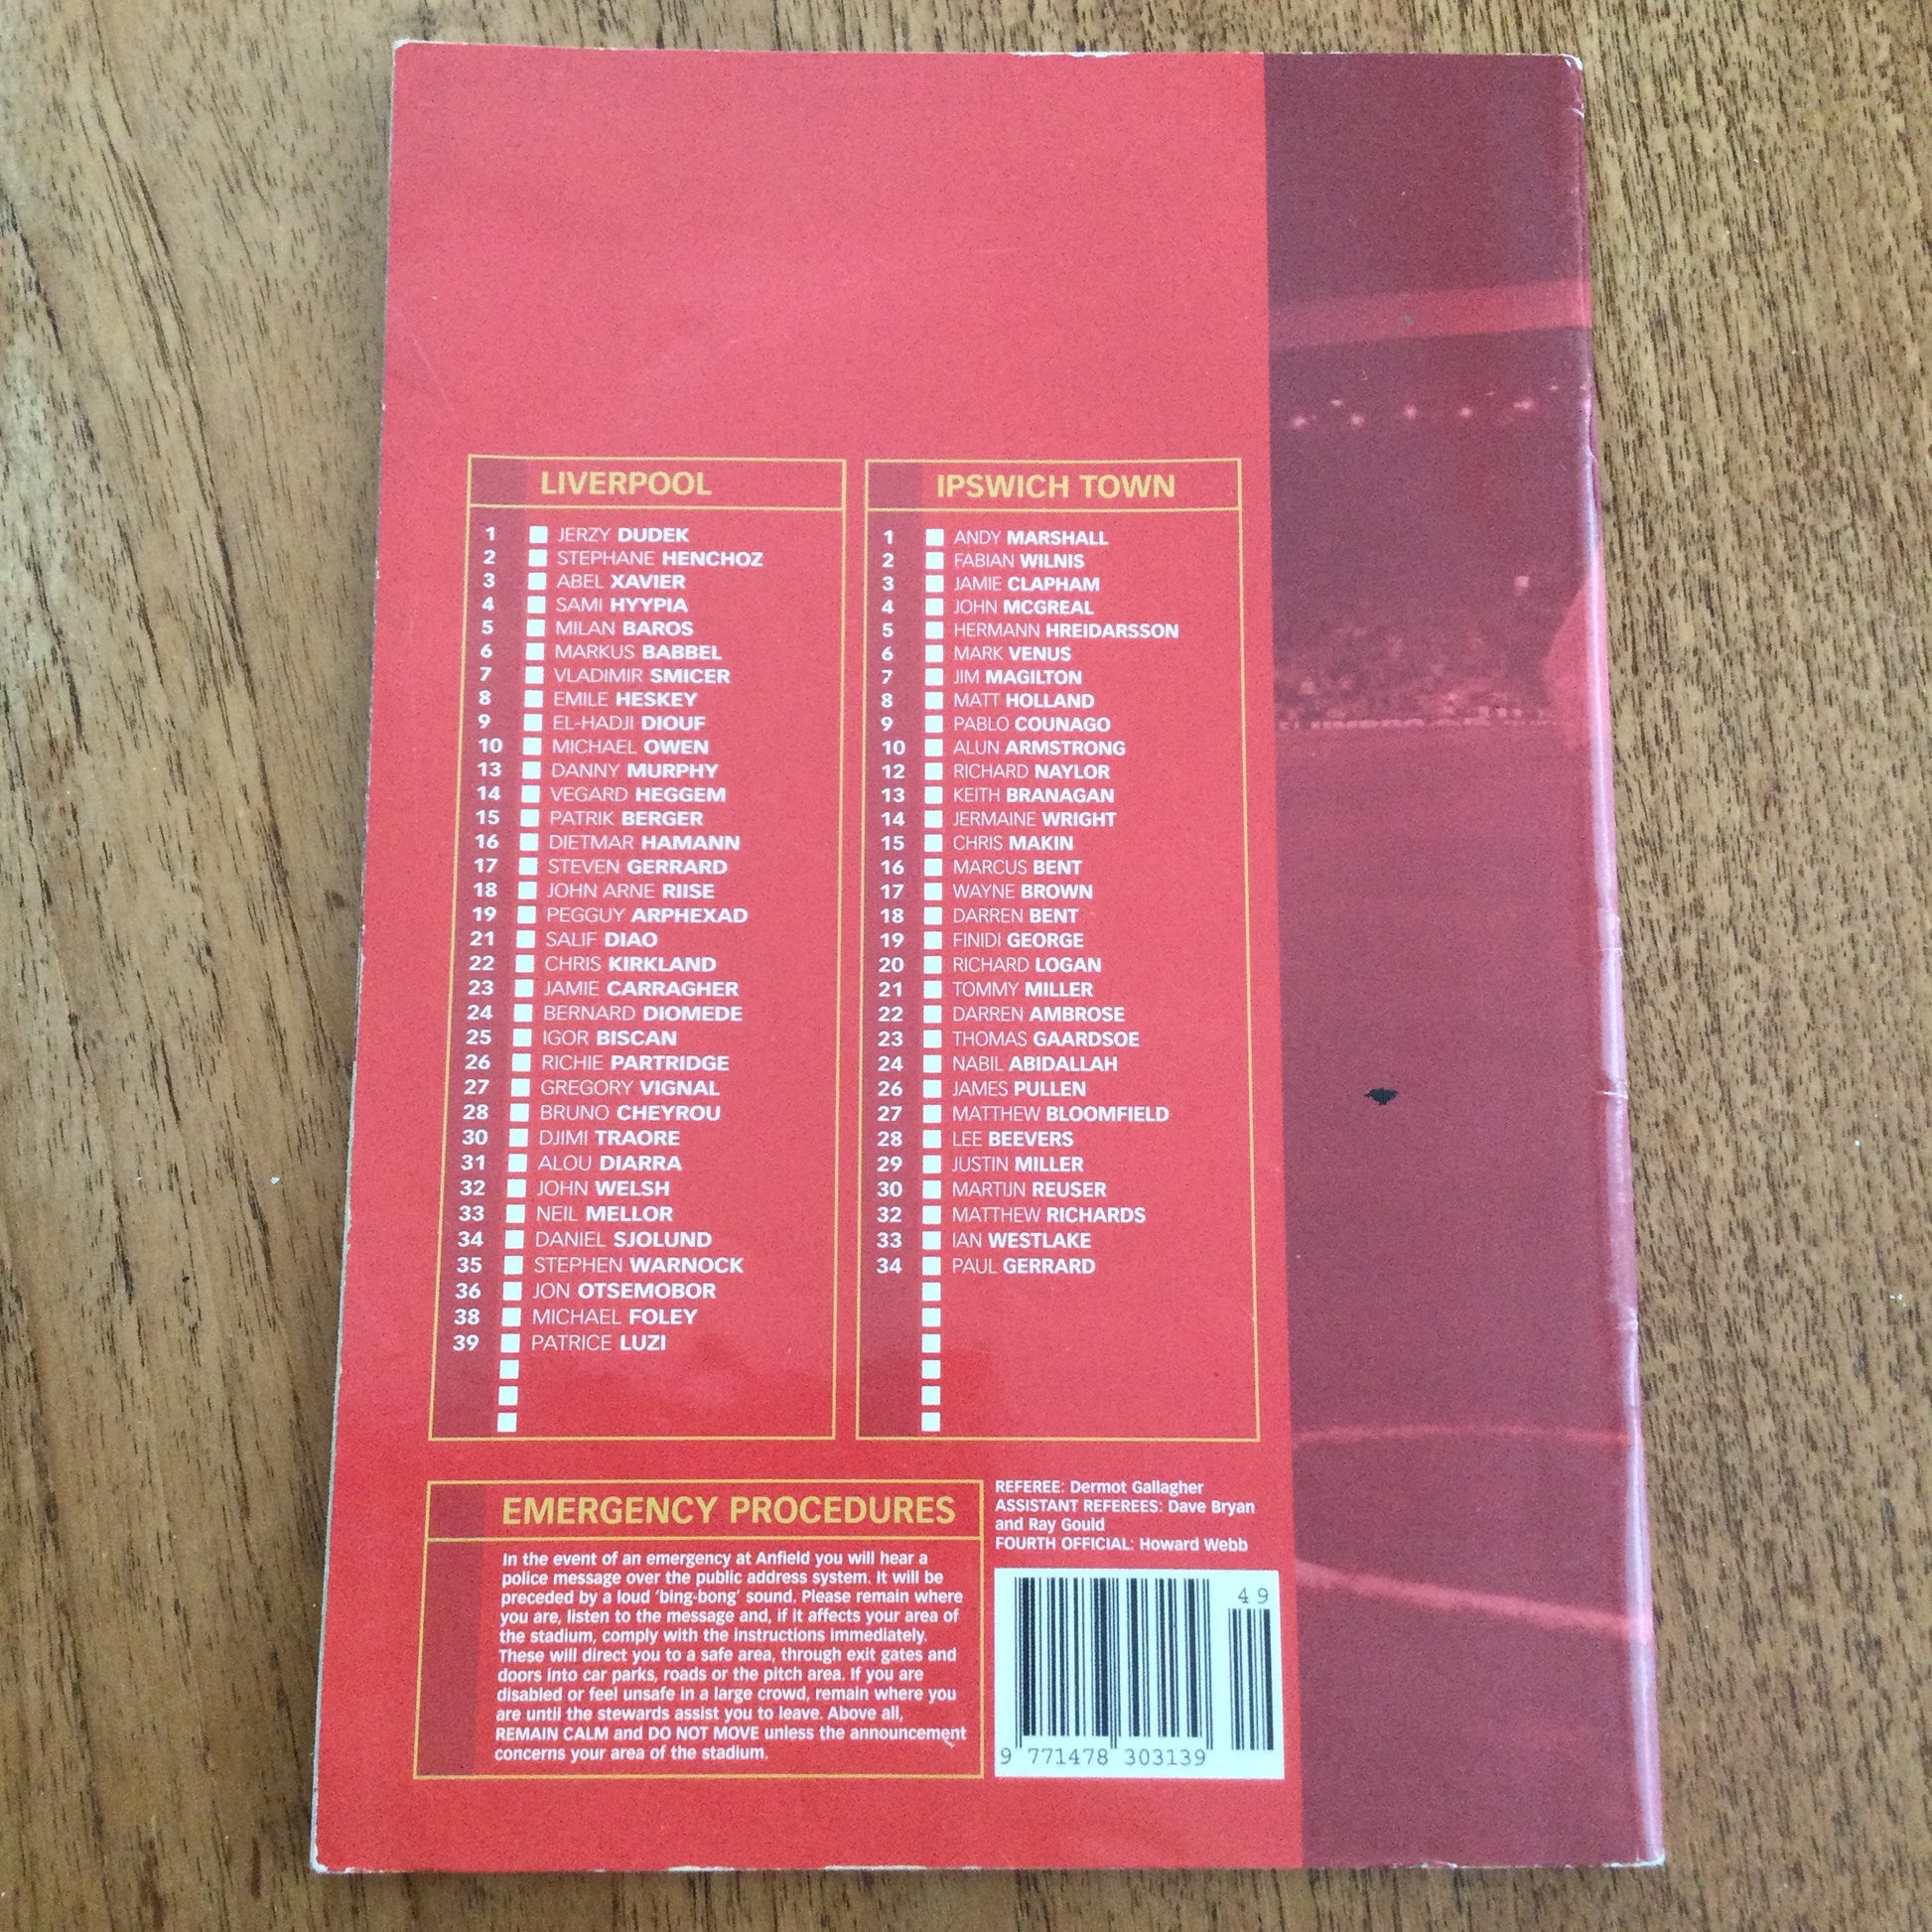 LIVERPOOL
1 JERZY DUDEK
2 STEPHANE HENCHOZ
3 ABEL XAVIER
4 SAMI HYYPIA
5 MILAN BAROS
6 MARKUS BABBEL
7 VLADIMIR SMICER
8 EMILE HESKEY
9 EL-HADJI DIOUF
10 MICHAEL OWEN
13 DANNY MURPHY
14 VEGARD HEGGEM
15 PATRIK BERGER
16 DIETMAR HAMANN
17 STEVEN GERRARD
18 JOHN ARNE RIISE
19 PEGGUY ARPHEXAD
21 SALIF DIAO
22 CHRIS KIRKLAND
23 JAMIE CARRAGHER
24 BERNARD DIOMEDE
25 IGOR BISCAN
26 RICHIE PARTRIDGE
27 GREGORY VIGNAL
28 BRUNO CHEYROU
30 DJIMI TRAORE
31 ALOU DIARRA
32 JOHN WELSH
33 NEIL MELLOR
34 DANIEL SJOLUND
35 STEPHEN WARNOCK
36 JON OTSEMOBOR
38 MICHAEL FOLEY
39 PATRICE LUZI
IPSWICH TOWN
1 ANDY MARSHALL
2 FABIAN WILNIS
3 JAMIE CLAPHAM
4 JOHN MCGREAL
5 HERMANN HREIDARSSON
6 MARK VENUS
7 JIM MAGILTON
8 MATT HOLLAND
9 PABLO COUNAGO
10 ALUN ARMSTRONG
12 RICHARD NAYLOR
13 KEITH BRANAGAN
14 JERMAINE WRIGHT
15 CHRIS MAKIN
16 MARCUS BENT
17 WAYNE BROWN
18 DARREN BENT
19 FINIDI GEORGE
20 RICHARD LOGAN
21 TOMMY MILLER
22 DARREN AMBROSE
23 THOMAS GAARDSOE
24 NABIL ABIDALLAH
26 JAMES PULLEN
27 MATTHEW BLOOMFIELD
28 LEE BEEVERS
29 JUSTIN MILLER
30 MARTIJN REUSER
32 MATTHEW RICHARDS
33 IAN WESTLAKE
34 PAUL GERRARD
EMERGENCY PROCEDURES
In the event of an emergency at Anfield you will hear a
police message over the public address system. It will be
preceded by a loud 'bing-bong' sound. Please remain where
you are, listen to the message and, if it affects your area of
the stadium, comply with the instructions immediately.
These will direct you to a safe area, through exit gates and
doors into car parks, roads or the pitch area. If you are
disabled or feel unsafe in a large crowd, remain where you
are until the stewards assist you to leave. Above all,
REMAIN CALM and DO NOT MOVE unless the announcement
concerns your area of the stadium.
REFEREE: Dermot Gallagher
ASSISTANT REFEREES: Dave Bryan
and Ray Gould
FOURTH OFFICIAL: Howard Webb
49
9 771478 303139